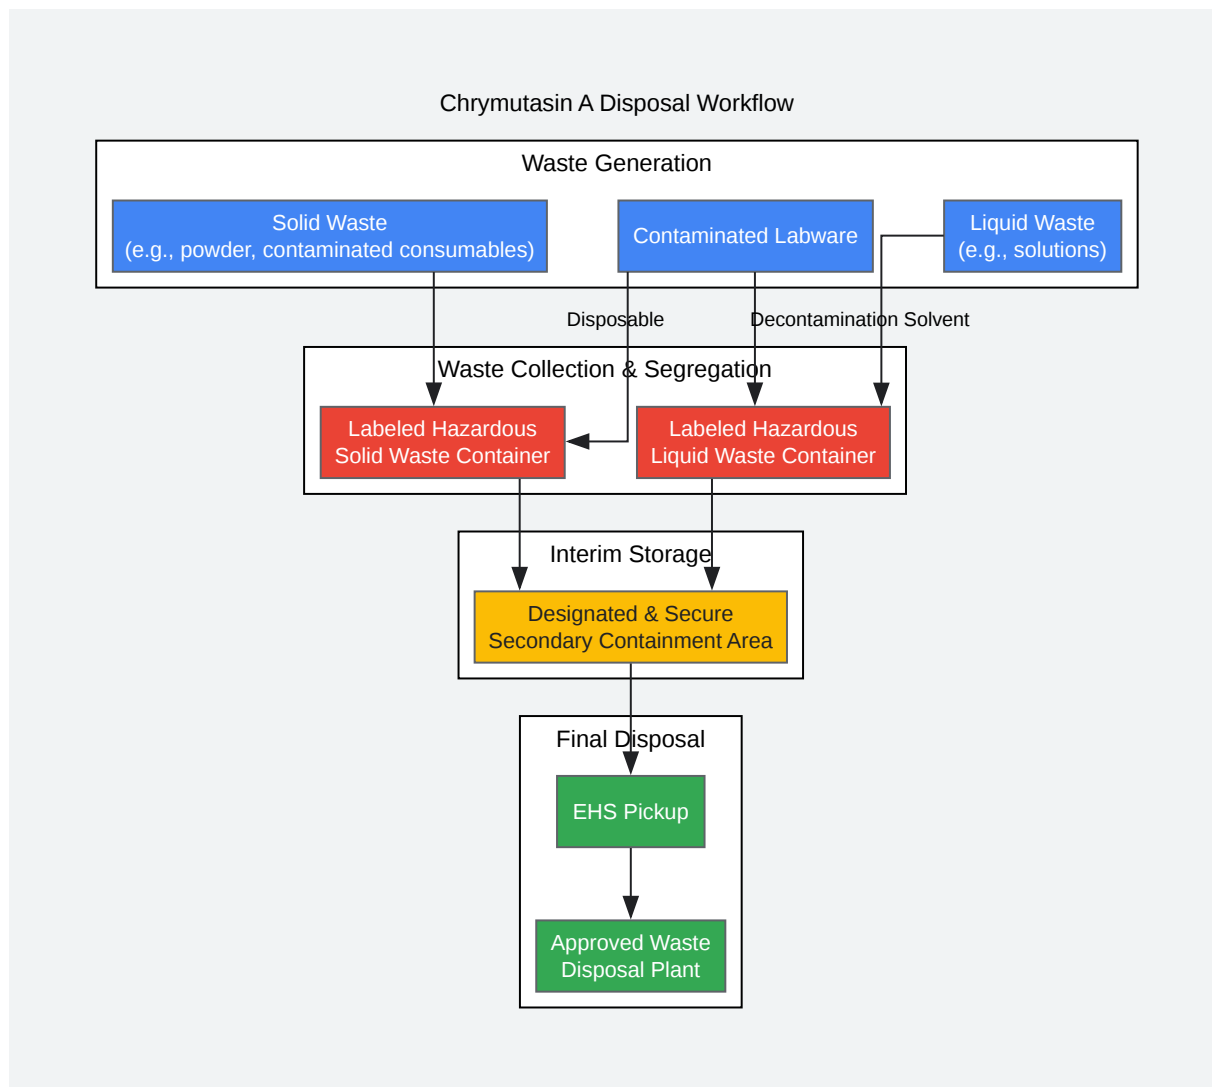 Chrymutasin A Disposal Workflow
Waste Generation
Solid Waste
(e.g., powder, contaminated consumables)
Contaminated Labware
Liquid Waste
(e.g., solutions)
Disposable
Decontamination Solvent
Waste Collection & Segregation
Labeled Hazardous
Solid Waste Container
Labeled Hazardous
Liquid Waste Container
Interim Storage
Designated & Secure
Secondary Containment Area
Final Disposal
EHS Pickup
Approved Waste
Disposal Plant